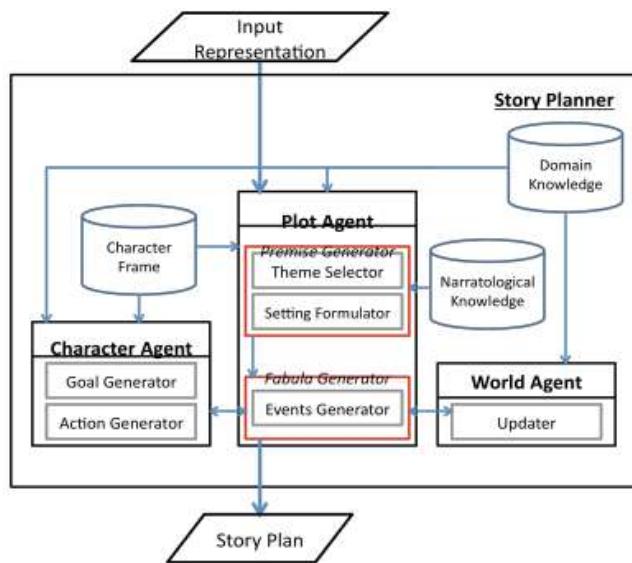 Input
Representation
Story Planner
Domain
Knowledge
Plot Agent
Character
Frame
Premise Generator
Theme Selector
Narratological
Knowledge
Setting Formulator
Character Agent
Goal Generator
Action Generator
Fabula Generator
Events Generator
World Agent
Updater
Story Plan